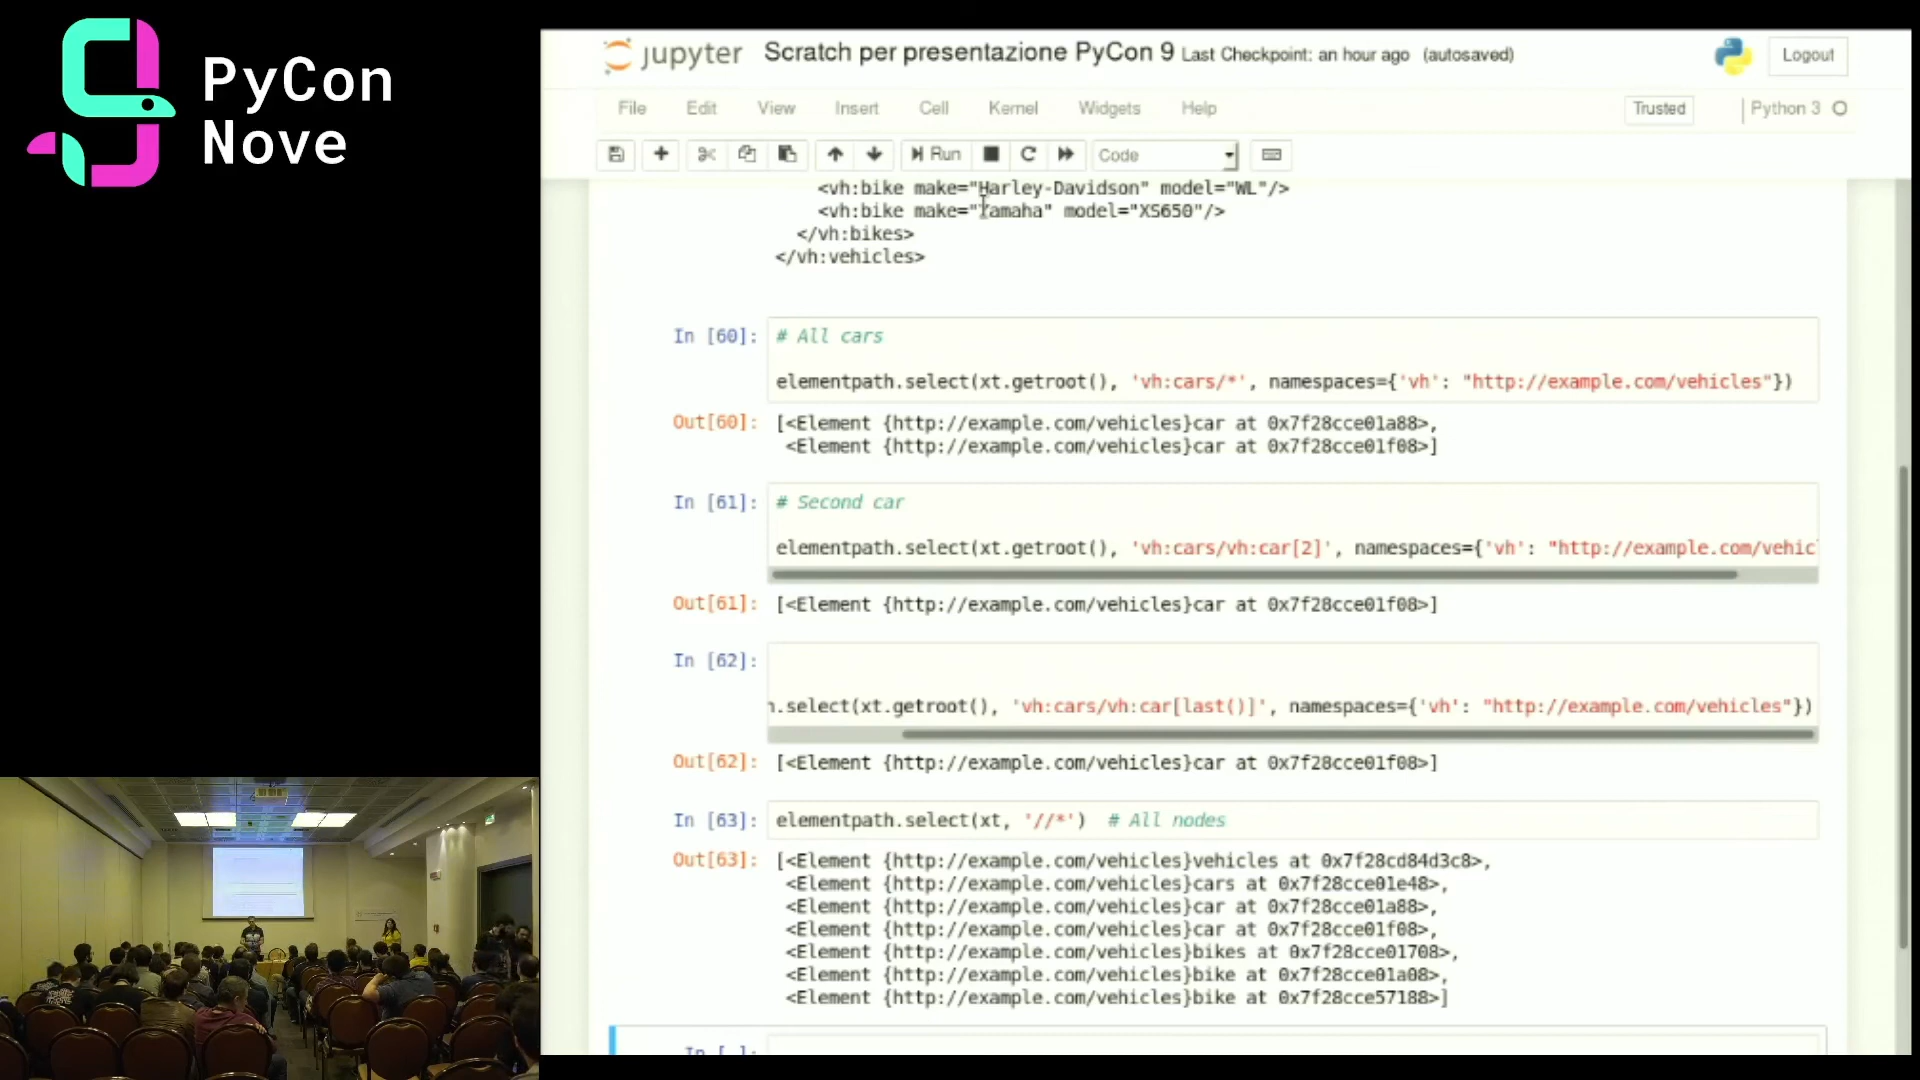 PyCon
Nove
jupyter Scratch per presentazione PyCon 9 Last Checkpoint: an hour ago (autosaved)
Logout
File Edit View Insert Cell Kernel Widgets Help
Trusted
Python 3
Run
Code
<vh:bike make="Harley-Davidson" model="WL"/>
<vh:bike make="Yamaha" model="XS650"/>
</vh:bikes>
</vh:vehicles>
In [60]: # All cars
elementpath.select(xt.getroot(), 'vh:cars/*', namespaces={'vh': "http://example.com/vehicles"})
Out[60]: [<Element {http://example.com/vehicles}car at 0x7f28cce01a88>,
<Element {http://example.com/vehicles}car at 0x7f28cce01f08>]
In [61]: # Second car
elementpath.select(xt.getroot(), 'vh:cars/vh:car[2]', namespaces={'vh': "http://example.com/vehic
Out[61]: [<Element {http://example.com/vehicles}car at 0x7f28cce01f08>]
In [62]:
.select(xt.getroot(), 'vh:cars/vh:car[last()]', namespaces={'vh': "http://example.com/vehicles"})
Out[62]: [<Element {http://example.com/vehicles}car at 0x7f28cce01f08>]
In [63]: elementpath.select(xt, '//*') # All nodes
Out[63]: [<Element {http://example.com/vehicles}vehicles at 0x7f28cd84d3c8>,
<Element {http://example.com/vehicles}cars at 0x7f28cce01e48>,
<Element {http://example.com/vehicles}car at 0x7f28cce01a88>,
<Element {http://example.com/vehicles}car at 0x7f28cce01f08>,
<Element {http://example.com/vehicles}bikes at 0x7f28cce01708>,
<Element {http://example.com/vehicles}bike at 0x7f28cce01a08>,
<Element {http://example.com/vehicles}bike at 0x7f28cce57188>]
In [ ]: